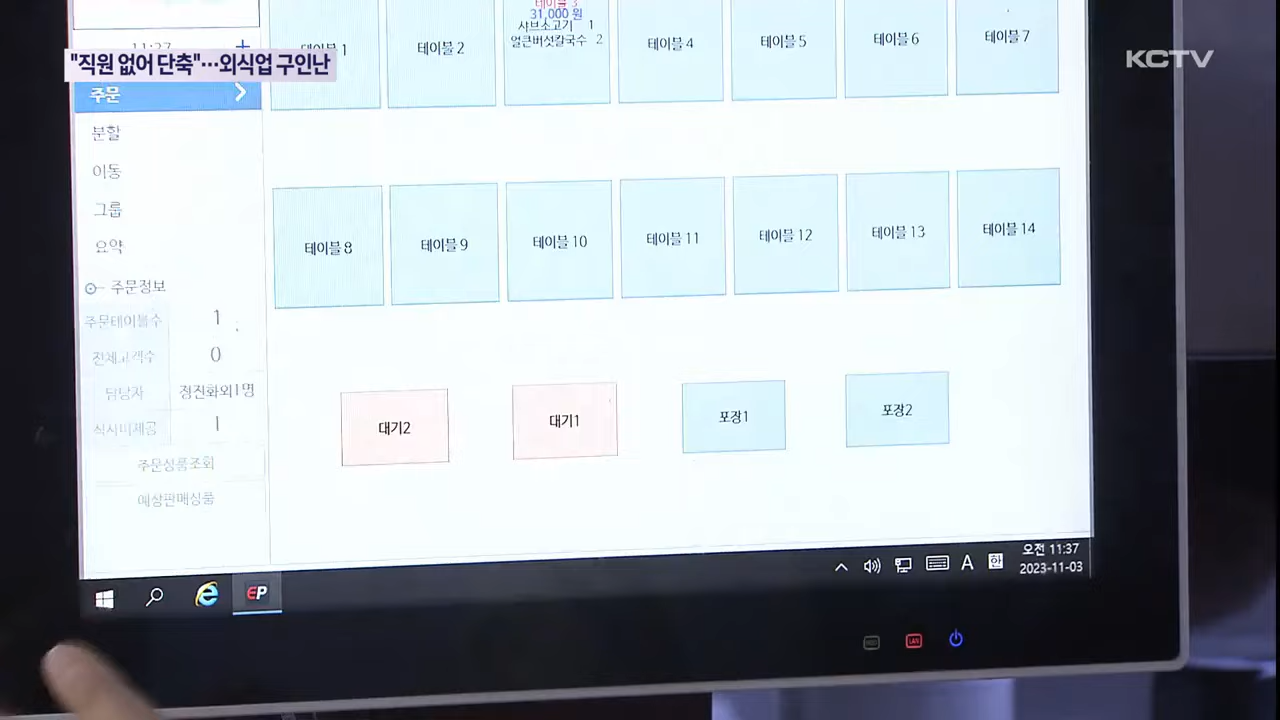 테이블 3
31,000 원
샤브소고기 1
얼큰버섯칼국수 2
11:37
테이블 1
테이블 2
테이블 4
테이블 5
테이블 6
테이블 7
"직원 없어 단축"…외식업 구인난
KCTV
주문
분할
이동
그룹
요약
주문정보
주문테이블수 1
전체고객수 0
담당자 정진화외1명
식사미제공 1
주문상품조회
예상판매상품
테이블 8
테이블 9
테이블 10
테이블 11
테이블 12
테이블 13
테이블 14
대기2
대기1
포장1
포장2
EP
A
한
오전 11:37
2023-11-03
LAN